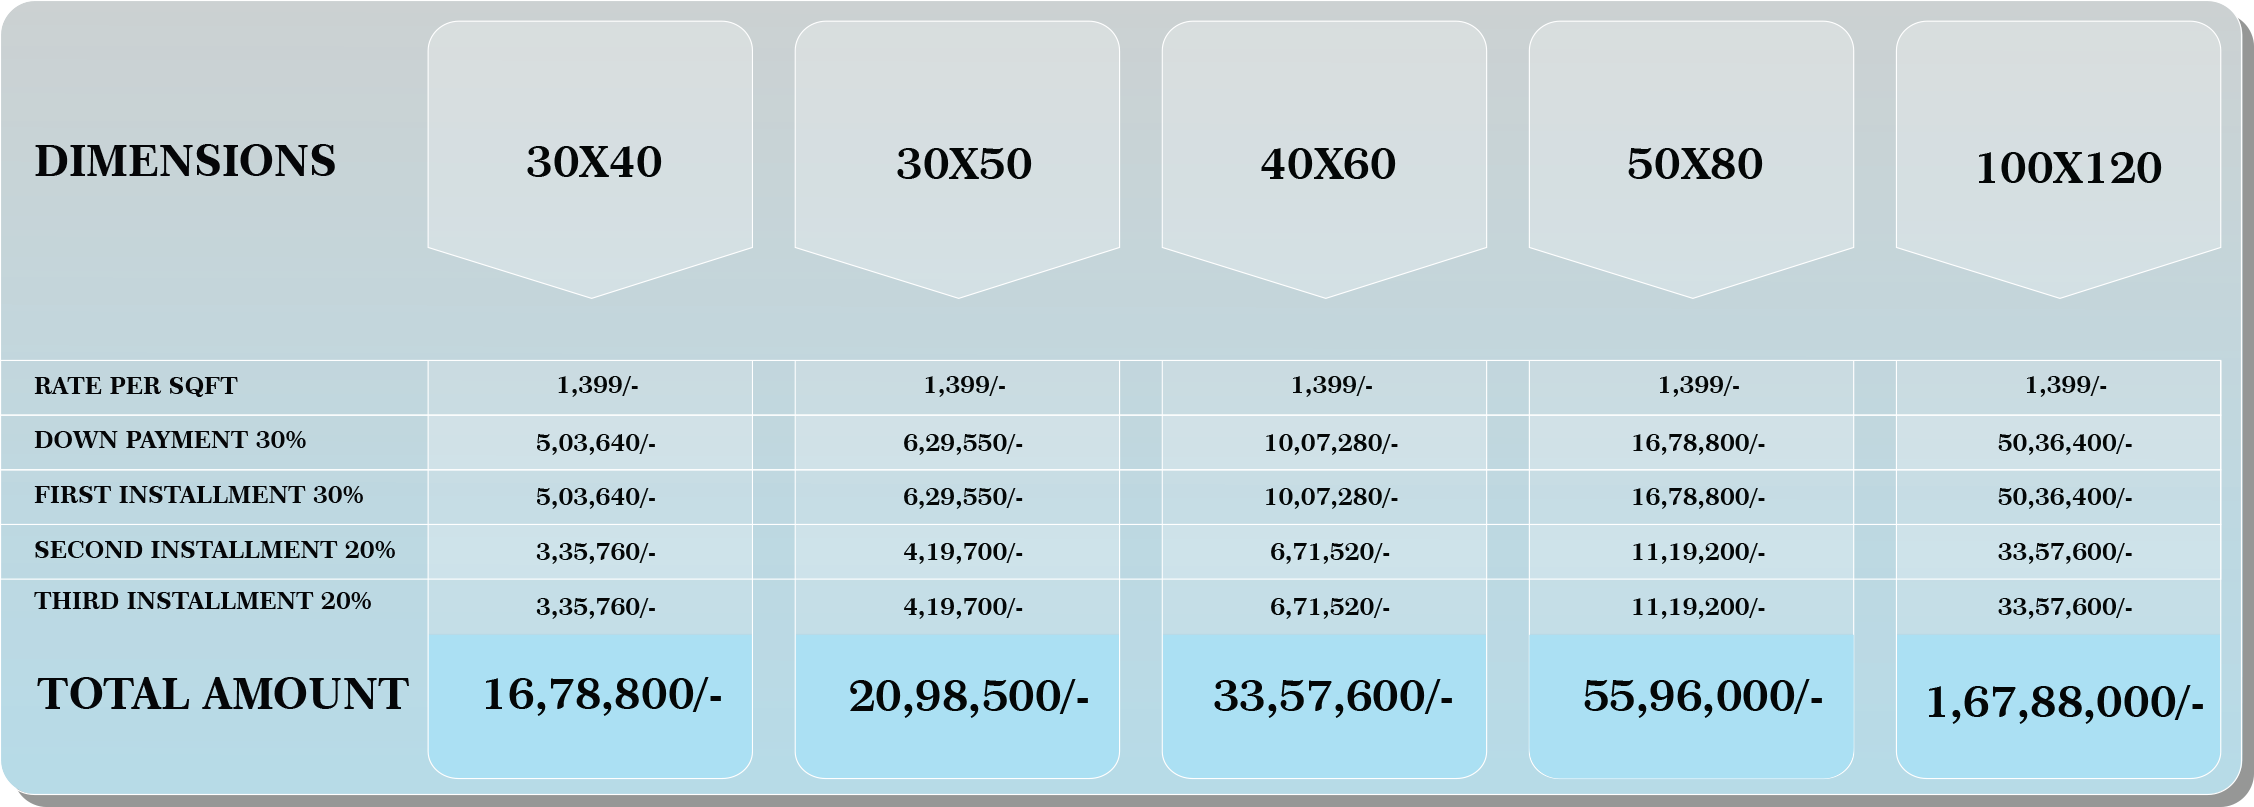 DIMENSIONS 30X40 30X50 40X60 50X80 100X120
RATE PER SQFT 1,399/- 1,399/- 1,399/- 1,399/- 1,399/-
DOWN PAYMENT 30% 5,03,640/- 6,29,550/- 10,07,280/- 16,78,800/- 50,36,400/-
FIRST INSTALLMENT 30% 5,03,640/- 6,29,550/- 10,07,280/- 16,78,800/- 50,36,400/-
SECOND INSTALLMENT 20% 3,35,760/- 4,19,700/- 6,71,520/- 11,19,200/- 33,57,600/-
THIRD INSTALLMENT 20% 3,35,760/- 4,19,700/- 6,71,520/- 11,19,200/- 33,57,600/-
TOTAL AMOUNT 16,78,800/- 20,98,500/- 33,57,600/- 55,96,000/- 1,67,88,000/-